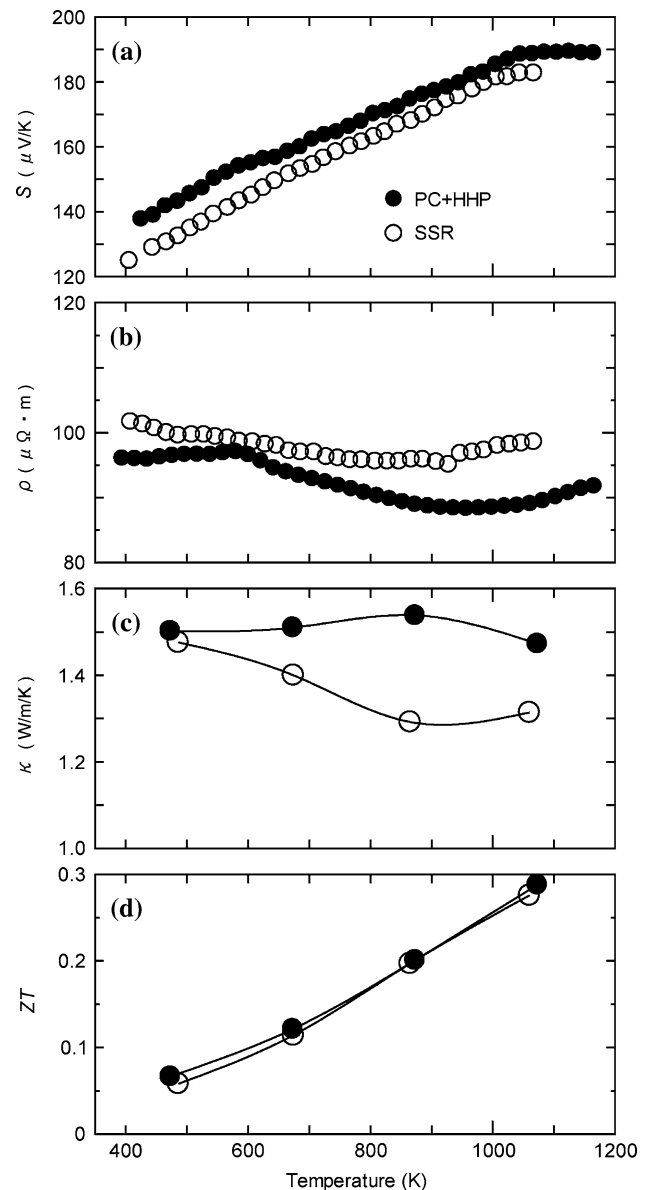 200
(a)
180
S ( μV/K )
160
PC+HHP
140
SSR
120
120
(b)
100
ρ ( μΩ・m )
80
1.6
(c)
1.4
κ ( W/m/K )
1.2
1.0
0.3
(d)
0.2
ZT
0.1
0
400 600 800 1000 1200
Temperature (K)